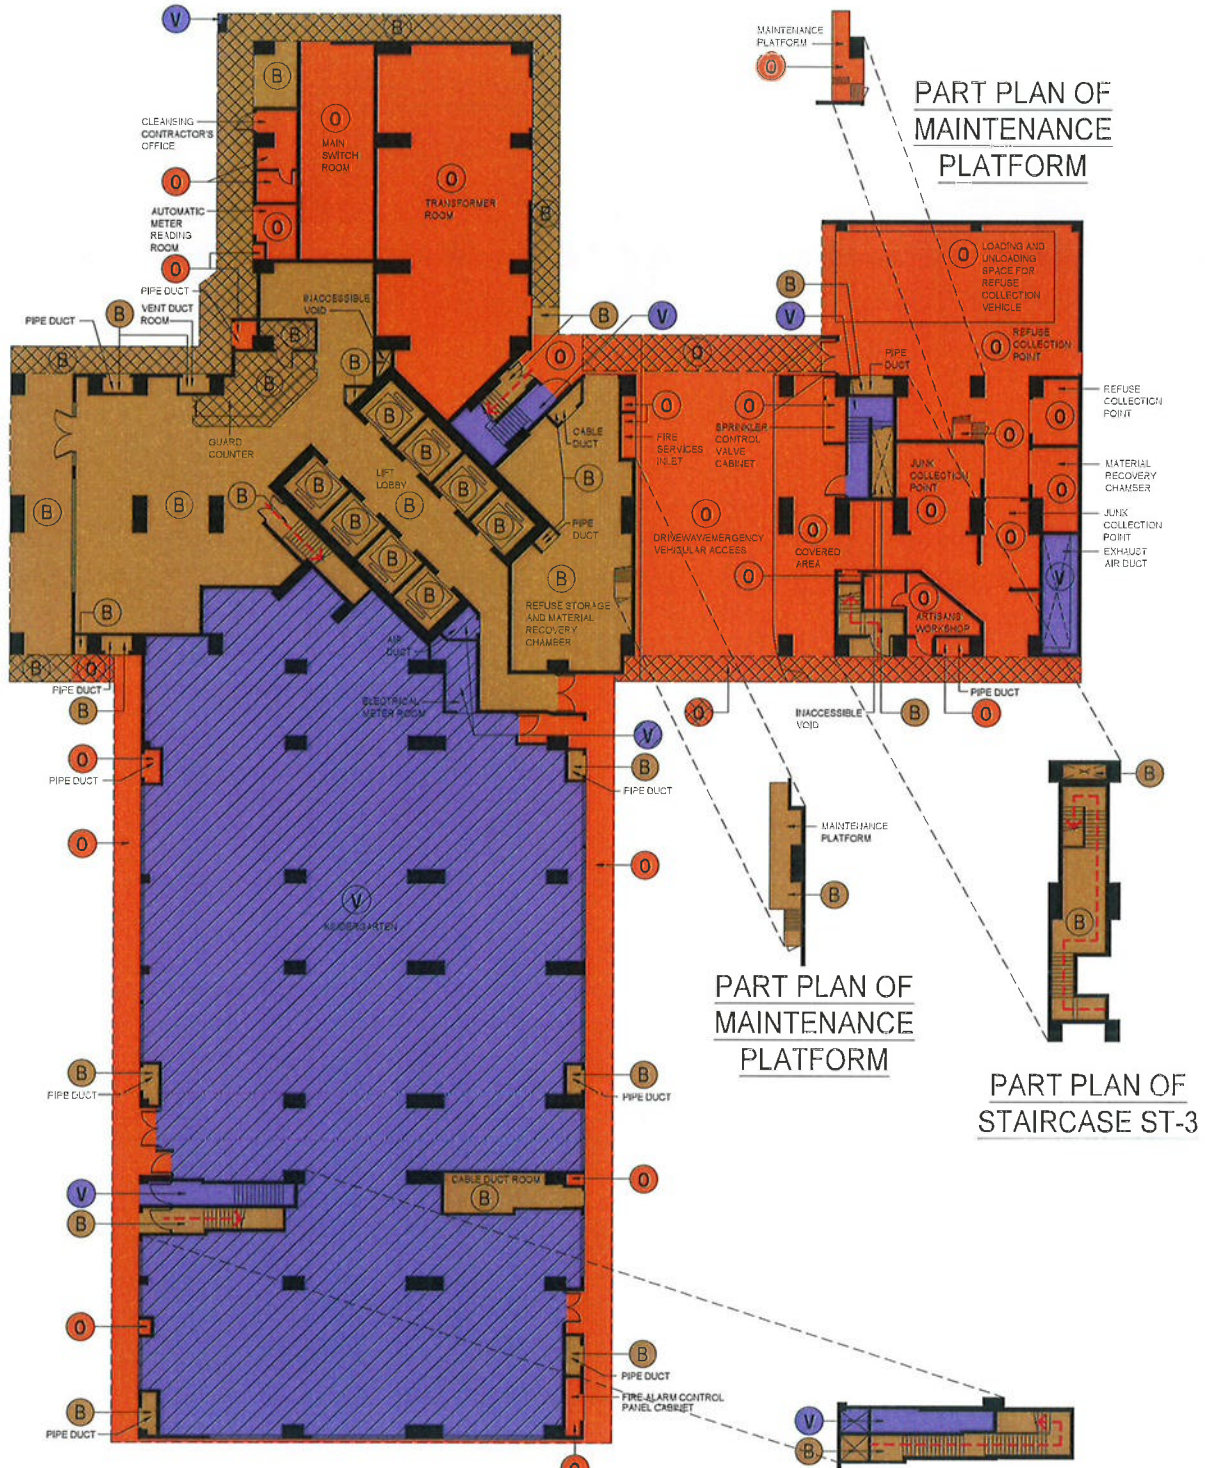 V
B
MAINTENANCE
PLATFORM
O
PART PLAN OF
MAINTENANCE
PLATFORM
B
CLEANSING
CONTRACTOR'S
OFFICE
O
MAIN
SWITCH
ROOM
O
TRANSFORMER
ROOM
O
AUTOMATIC
METER
READING
ROOM
O
O
B
LOADING AND
UNLOADING
SPACE FOR
REFUSE
COLLECTION
VEHICLE
O
B
V
PIPE DUCT
INACCESSIBLE
VOID
B
V
PIPE DUCT
B
VENT DUCT
ROOM
REFUSE
COLLECTION
POINT
O
B
B
B
B
O
O
B
PIPE
DUCT
REFUSE
COLLECTION
POINT
O
GUARD
COUNTER
CABLE
DUCT
O
FIRE
SERVICES
INLET
O
SPRINKLER
CONTROL
VALVE
CABINET
O
LIFT
LOBBY
B
B
B
B
B
B
JUNK
COLLECTION
POINT
O
MATERIAL
RECOVERY
CHAMBER
O
B
B
B
B
B
B
B
B
PIPE
DUCT
O
DRIVEWAY/EMERGENCY
VEHICULAR ACCESS
O
COVERED
AREA
O
JUNK
COLLECTION
POINT
EXHAUST
AIR DUCT
V
B
REFUSE STORAGE
AND MATERIAL
RECOVERY
CHAMBER
O
O
ARTISANS'
WORKSHOP
B
AIR
DUCT
B
O
PIPE DUCT
B
ELECTRICAL
METER ROOM
O
INACCESSIBLE
VOID
B
PIPE DUCT
O
V
O
PIPE DUCT
B
PIPE DUCT
B
O
O
MAINTENANCE
PLATFORM
B
B
V
KINDERGARTEN
PART PLAN OF
MAINTENANCE
PLATFORM
B
PIPE DUCT
B
PIPE DUCT
PART PLAN OF
STAIRCASE ST-3
V
CABLE DUCT ROOM
B
O
B
O
B
PIPE DUCT
B
PIPE DUCT
FIRE ALARM CONTROL
PANEL CABINET
V
B
O